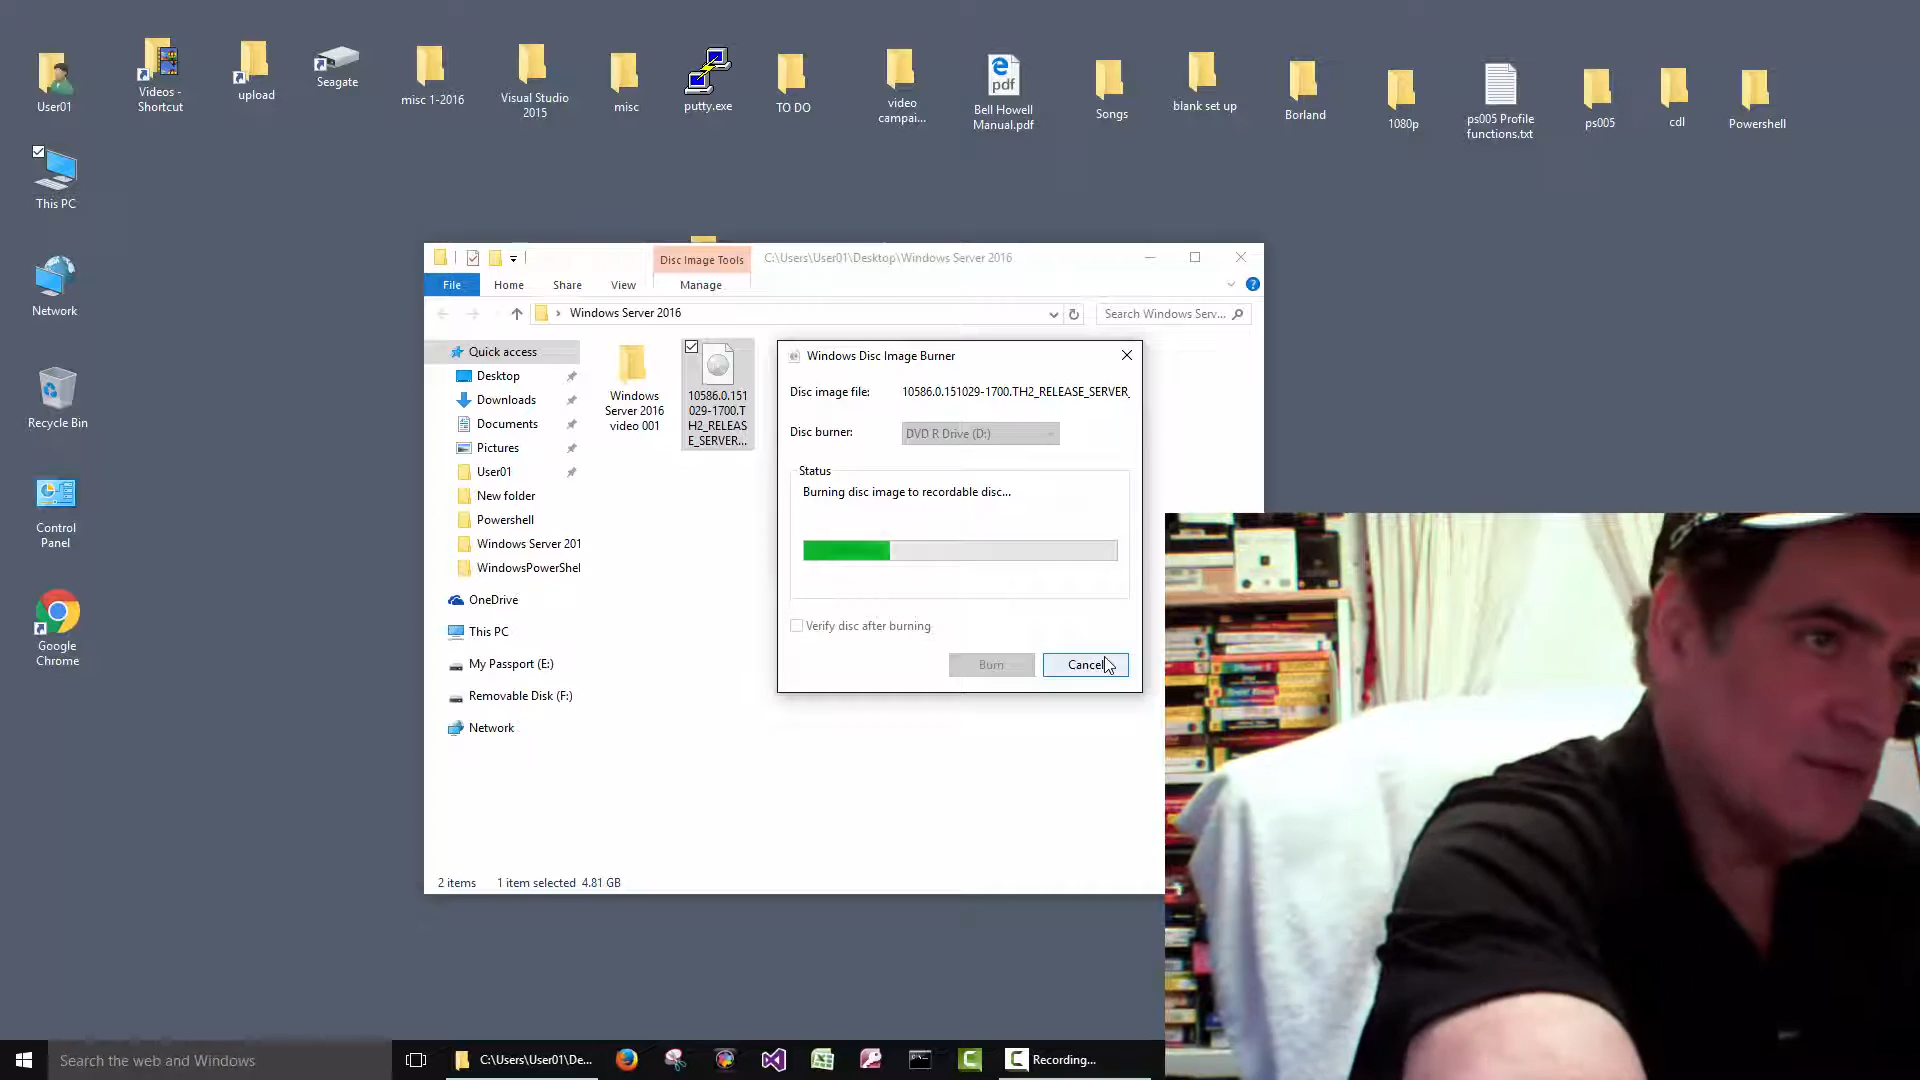 User01
Videos -
Shortcut
upload
Seagate
misc 1-2016
Visual Studio
2015
misc
putty.exe
TO DO
video
campai...
pdf
Bell Howell
Manual.pdf
Songs
blank set up
Borland
1080p
ps005 Profile
functions.txt
ps005
cdl
Powershell
This PC
Network
Recycle Bin
Control
Panel
Google
Chrome
Disc Image Tools
C:\Users\User01\Desktop\Windows Server 2016
File
Home
Share
View
Manage
Windows Server 2016
Search Windows Serv...
Quick access
Desktop
Downloads
Documents
Pictures
User01
New folder
Powershell
Windows Server 201
WindowsPowerShel
OneDrive
This PC
My Passport (E:)
Removable Disk (F:)
Network
Windows
Server 2016
video 001
10586.0.151
029-1700.T
H2_RELEAS
E_SERVER...
2 items
1 item selected 4.81 GB
Windows Disc Image Burner
Disc image file:
10586.0.151029-1700.TH2_RELEASE_SERVER_
Disc burner:
DVD R Drive (D:)
Status
Burning disc image to recordable disc...
Verify disc after burning
Burn
Cancel
Search the web and Windows
C:\Users\User01\De...
Recording...